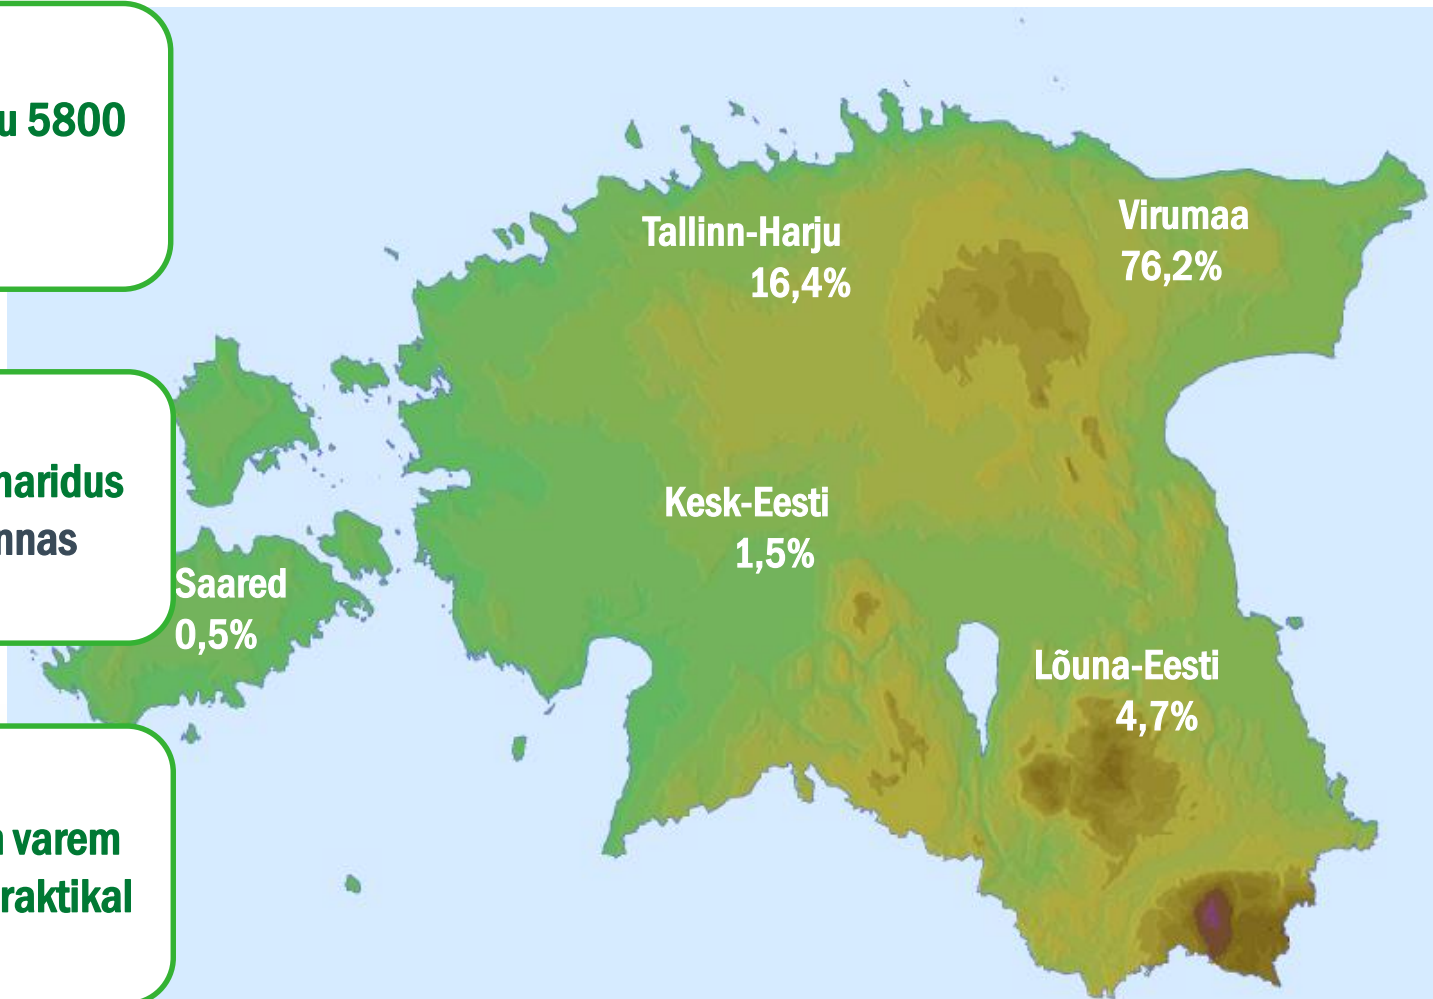 u 5800
haridus
nnas
varem
raktikal
Tallinn-Harju
16,4%
Virumaa
76,2%
Kesk-Eesti
1,5%
Saared
0,5%
Lõuna-Eesti
4,7%